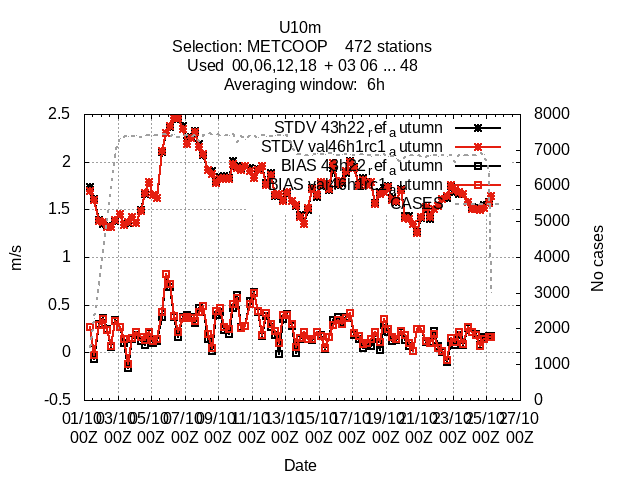 U10m
Selection: METCOOP 472 stations
Used 00,06,12,18 + 03 06 ... 48
Averaging window: 6h
STDV 43h22_ref_autumn
STDV val46h1rc1_autumn
BIAS 43h22_ref_autumn
BIAS val46h1rc1_autumn
CASES
2.5
2
1.5
1
0.5
0
-0.5
8000
7000
6000
5000
4000
3000
2000
1000
0
m/s
No cases
01/10 03/10 05/10 07/10 09/10 11/10 13/10 15/10 17/10 19/10 21/10 23/10 25/10 27/10
00Z 00Z 00Z 00Z 00Z 00Z 00Z 00Z 00Z 00Z 00Z 00Z 00Z 00Z
Date